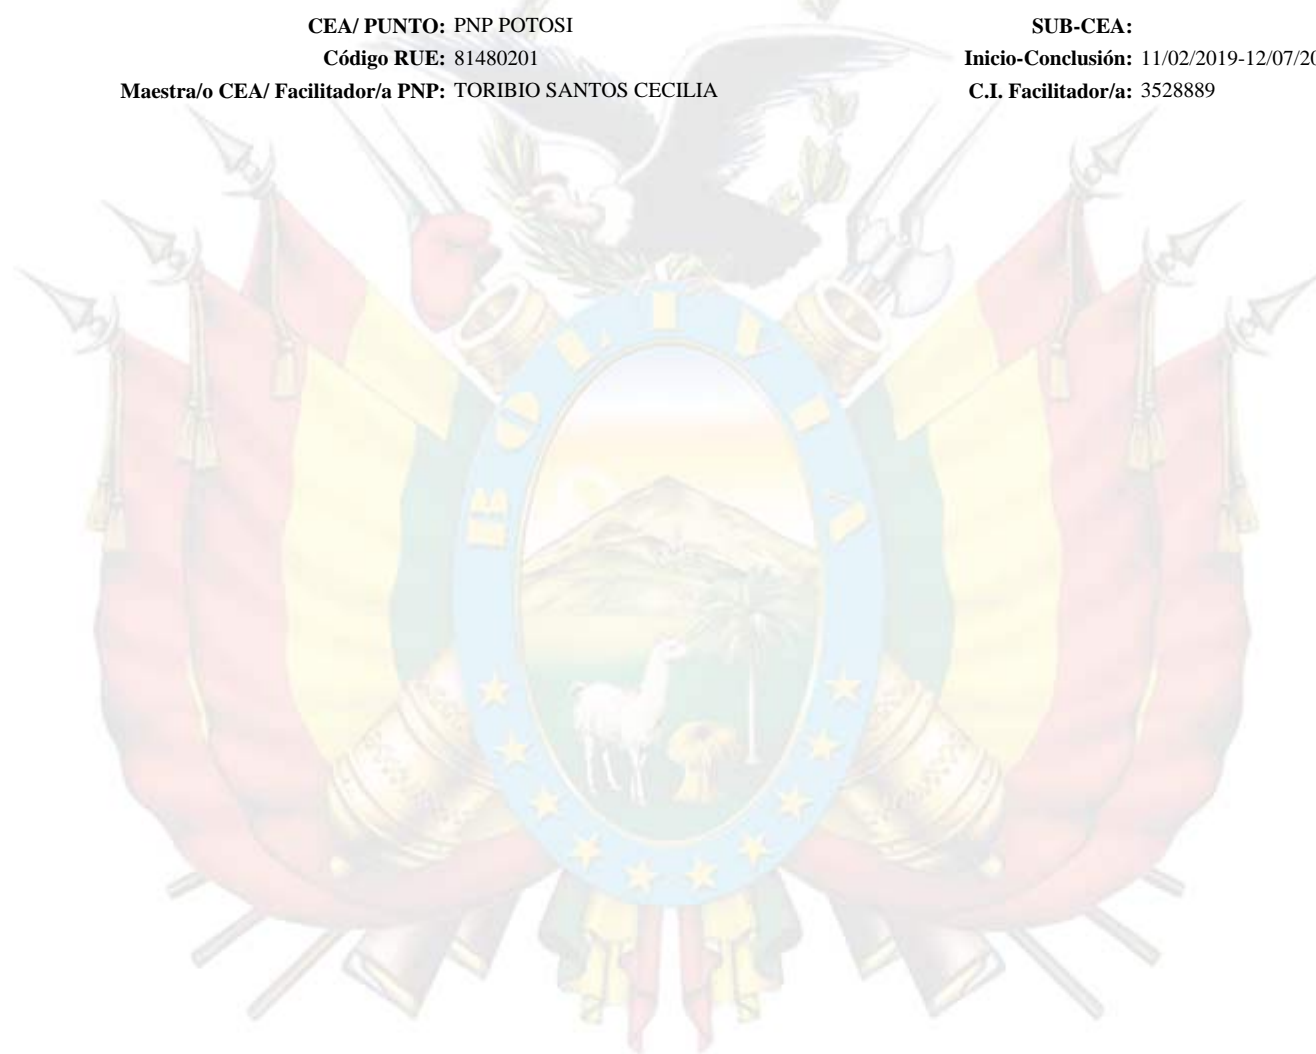 CEA/ PUNTO: PNP POTOSI SUB-CEA:
Código RUE: 81480201 Inicio-Conclusión: 11/02/2019-12/07/20
Maestra/o CEA/ Facilitador/a PNP: TORIBIO SANTOS CECILIA C.I. Facilitador/a: 3528889
BOLIVIA